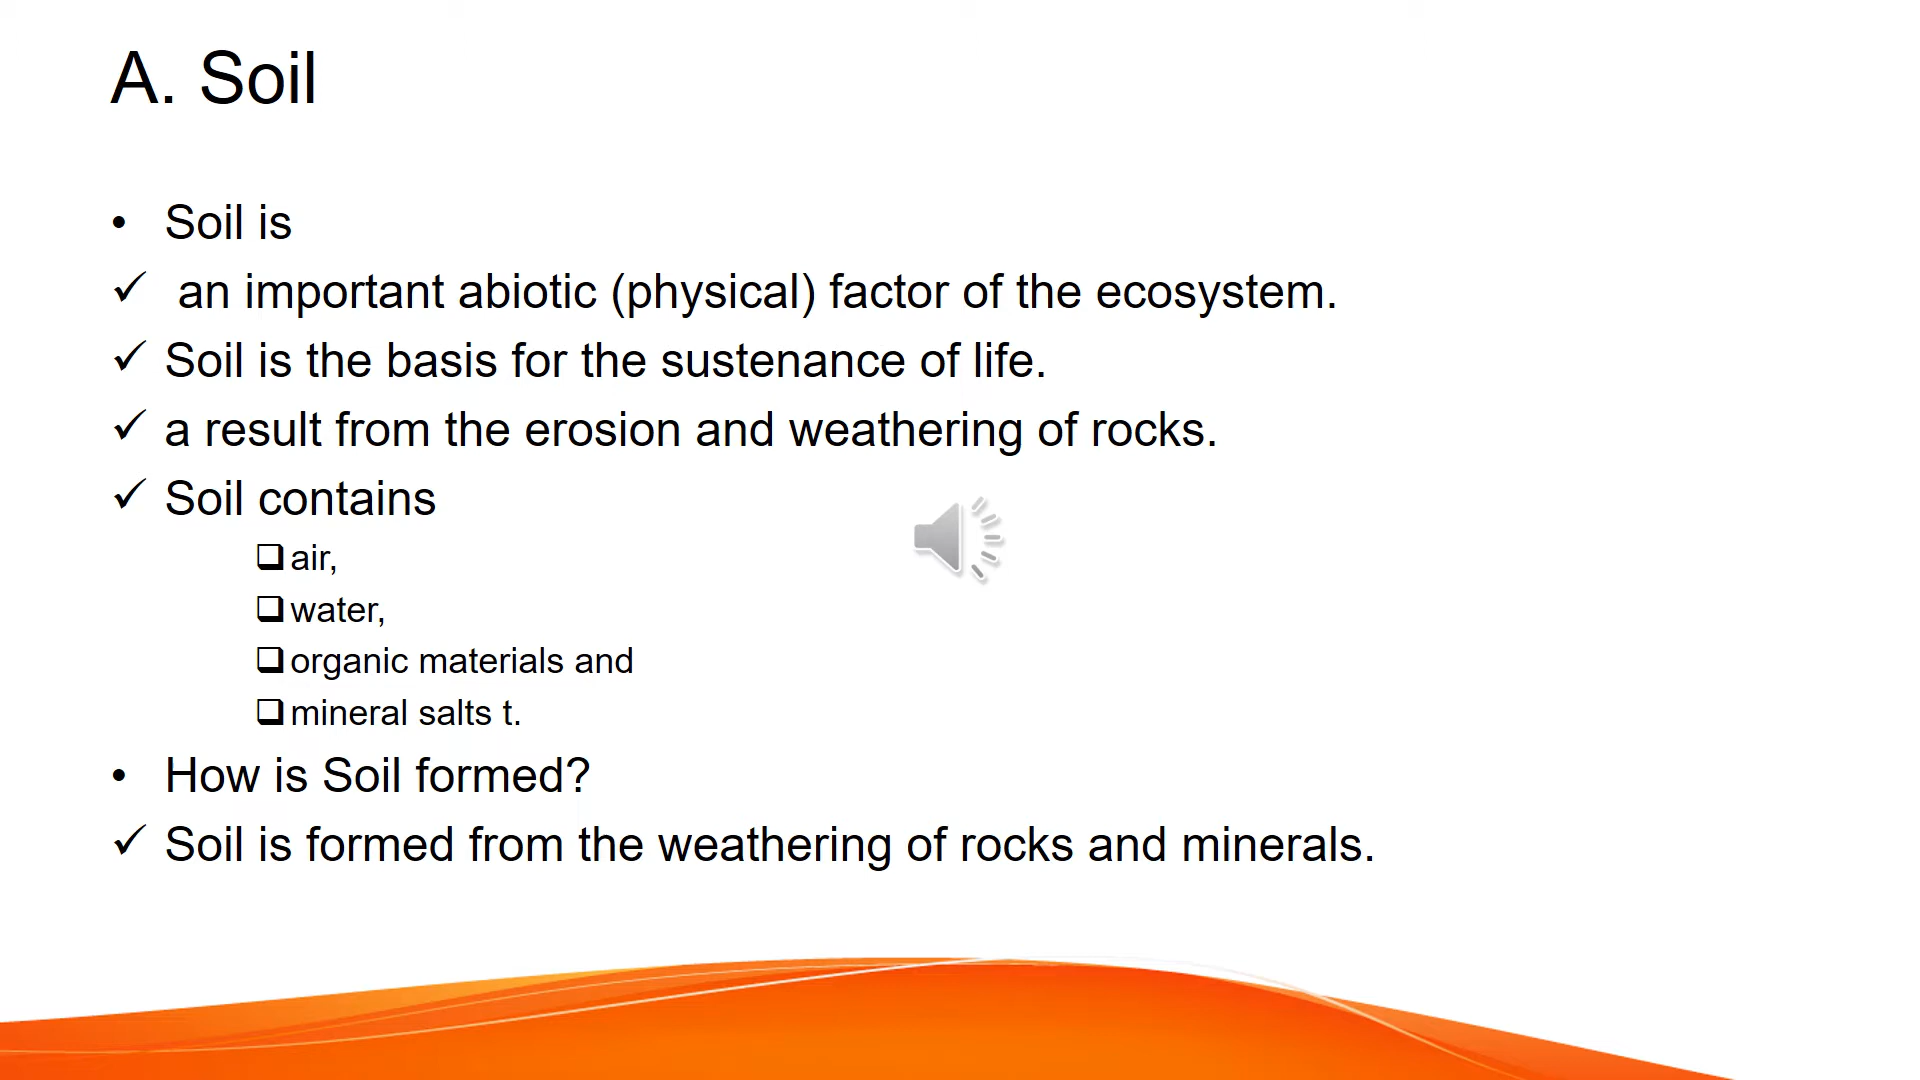 A. Soil
• Soil is
✓ an important abiotic (physical) factor of the ecosystem.
✓ Soil is the basis for the sustenance of life.
✓ a result from the erosion and weathering of rocks.
✓ Soil contains
❑ air,
❑ water,
❑ organic materials and
❑ mineral salts t.
• How is Soil formed?
✓ Soil is formed from the weathering of rocks and minerals.